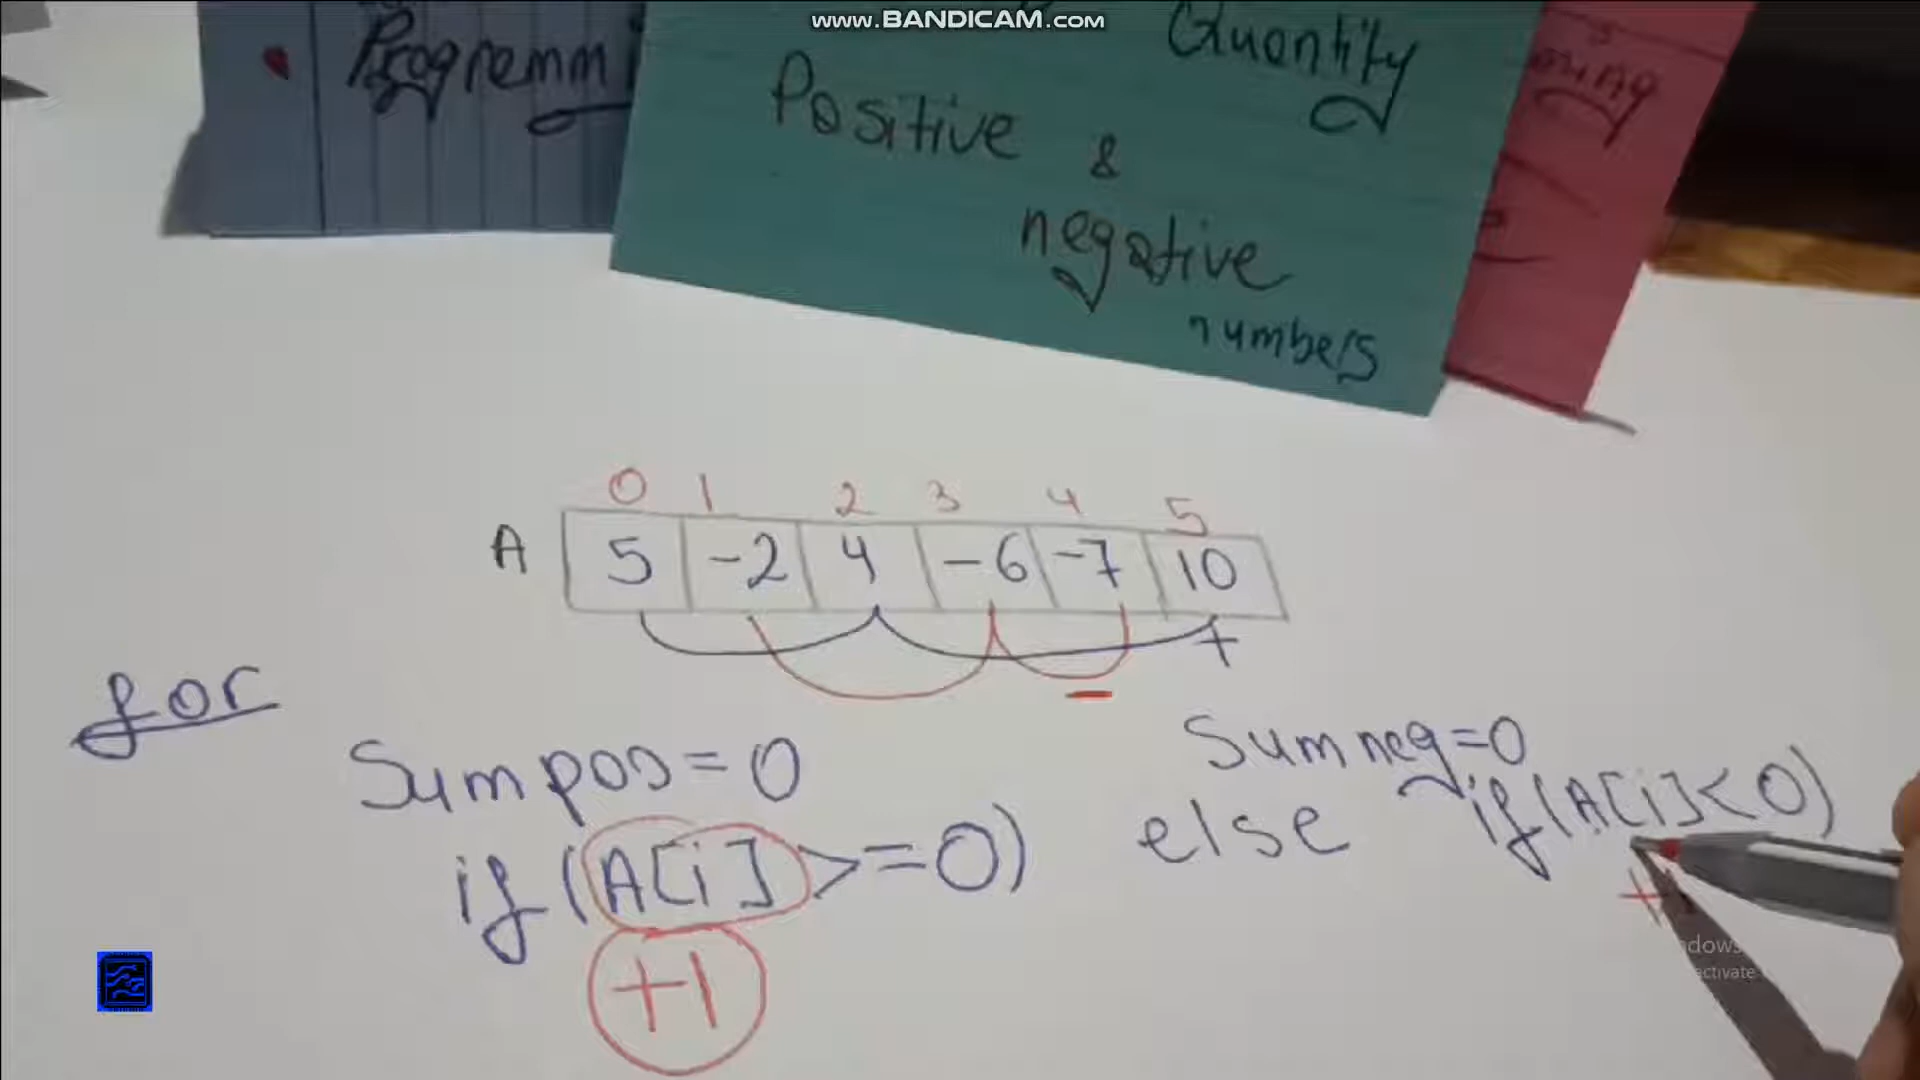 www.BANDICAM.com
Progremmi
Quantity
Positive &
negative
numbers
0 1 2 3 4 5
A 5 -2 4 -6 -7 10
+
-
for
Sumpos=0
Sumneg=0
if(A[i]>=0)
else if(A[i]<0)
+1